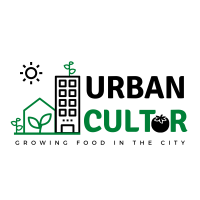 URBAN
CULTOR
GROWING FOOD IN THE CITY